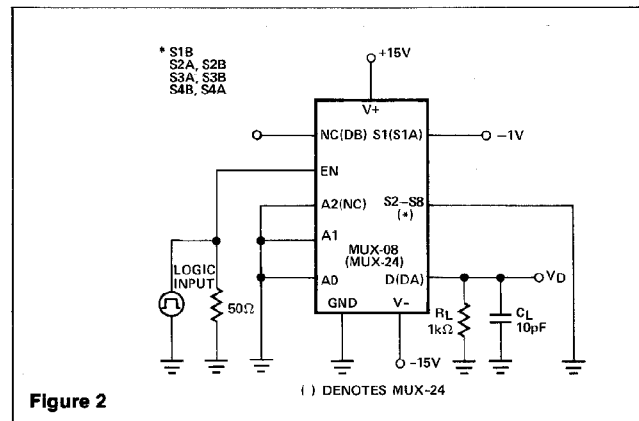 * S1B
S2A, S2B
S3A, S3B
S4B, S4A
+15V
V+
NC(DB)
S1(S1A)
-1V
EN
A2(NC)
S2-S8
(*)
A1
MUX-08
(MUX-24)
LOGIC
INPUT
A0
D(DA)
VD
50Ω
GND
V-
RL
1kΩ
CL
10pF
-15V
( ) DENOTES MUX-24
Figure 2